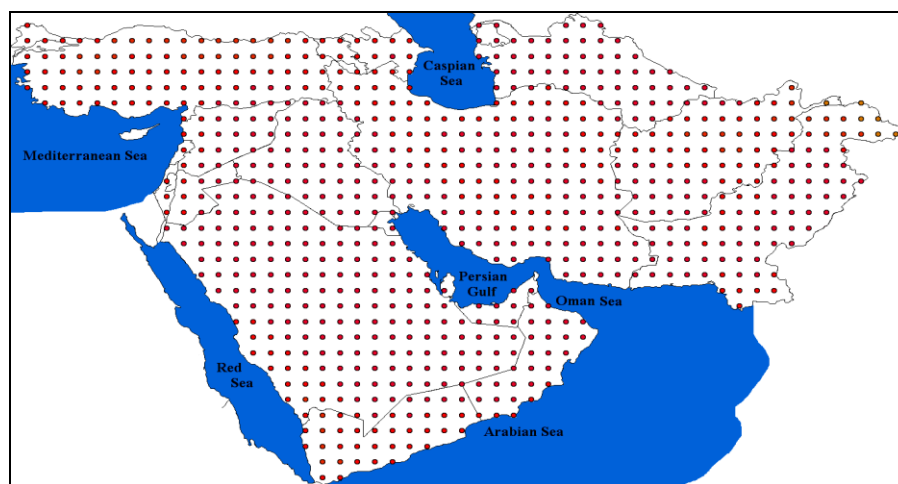 Caspian
Sea
Mediterranean Sea
Persian
Gulf
Oman Sea
Red
Sea
Arabian Sea